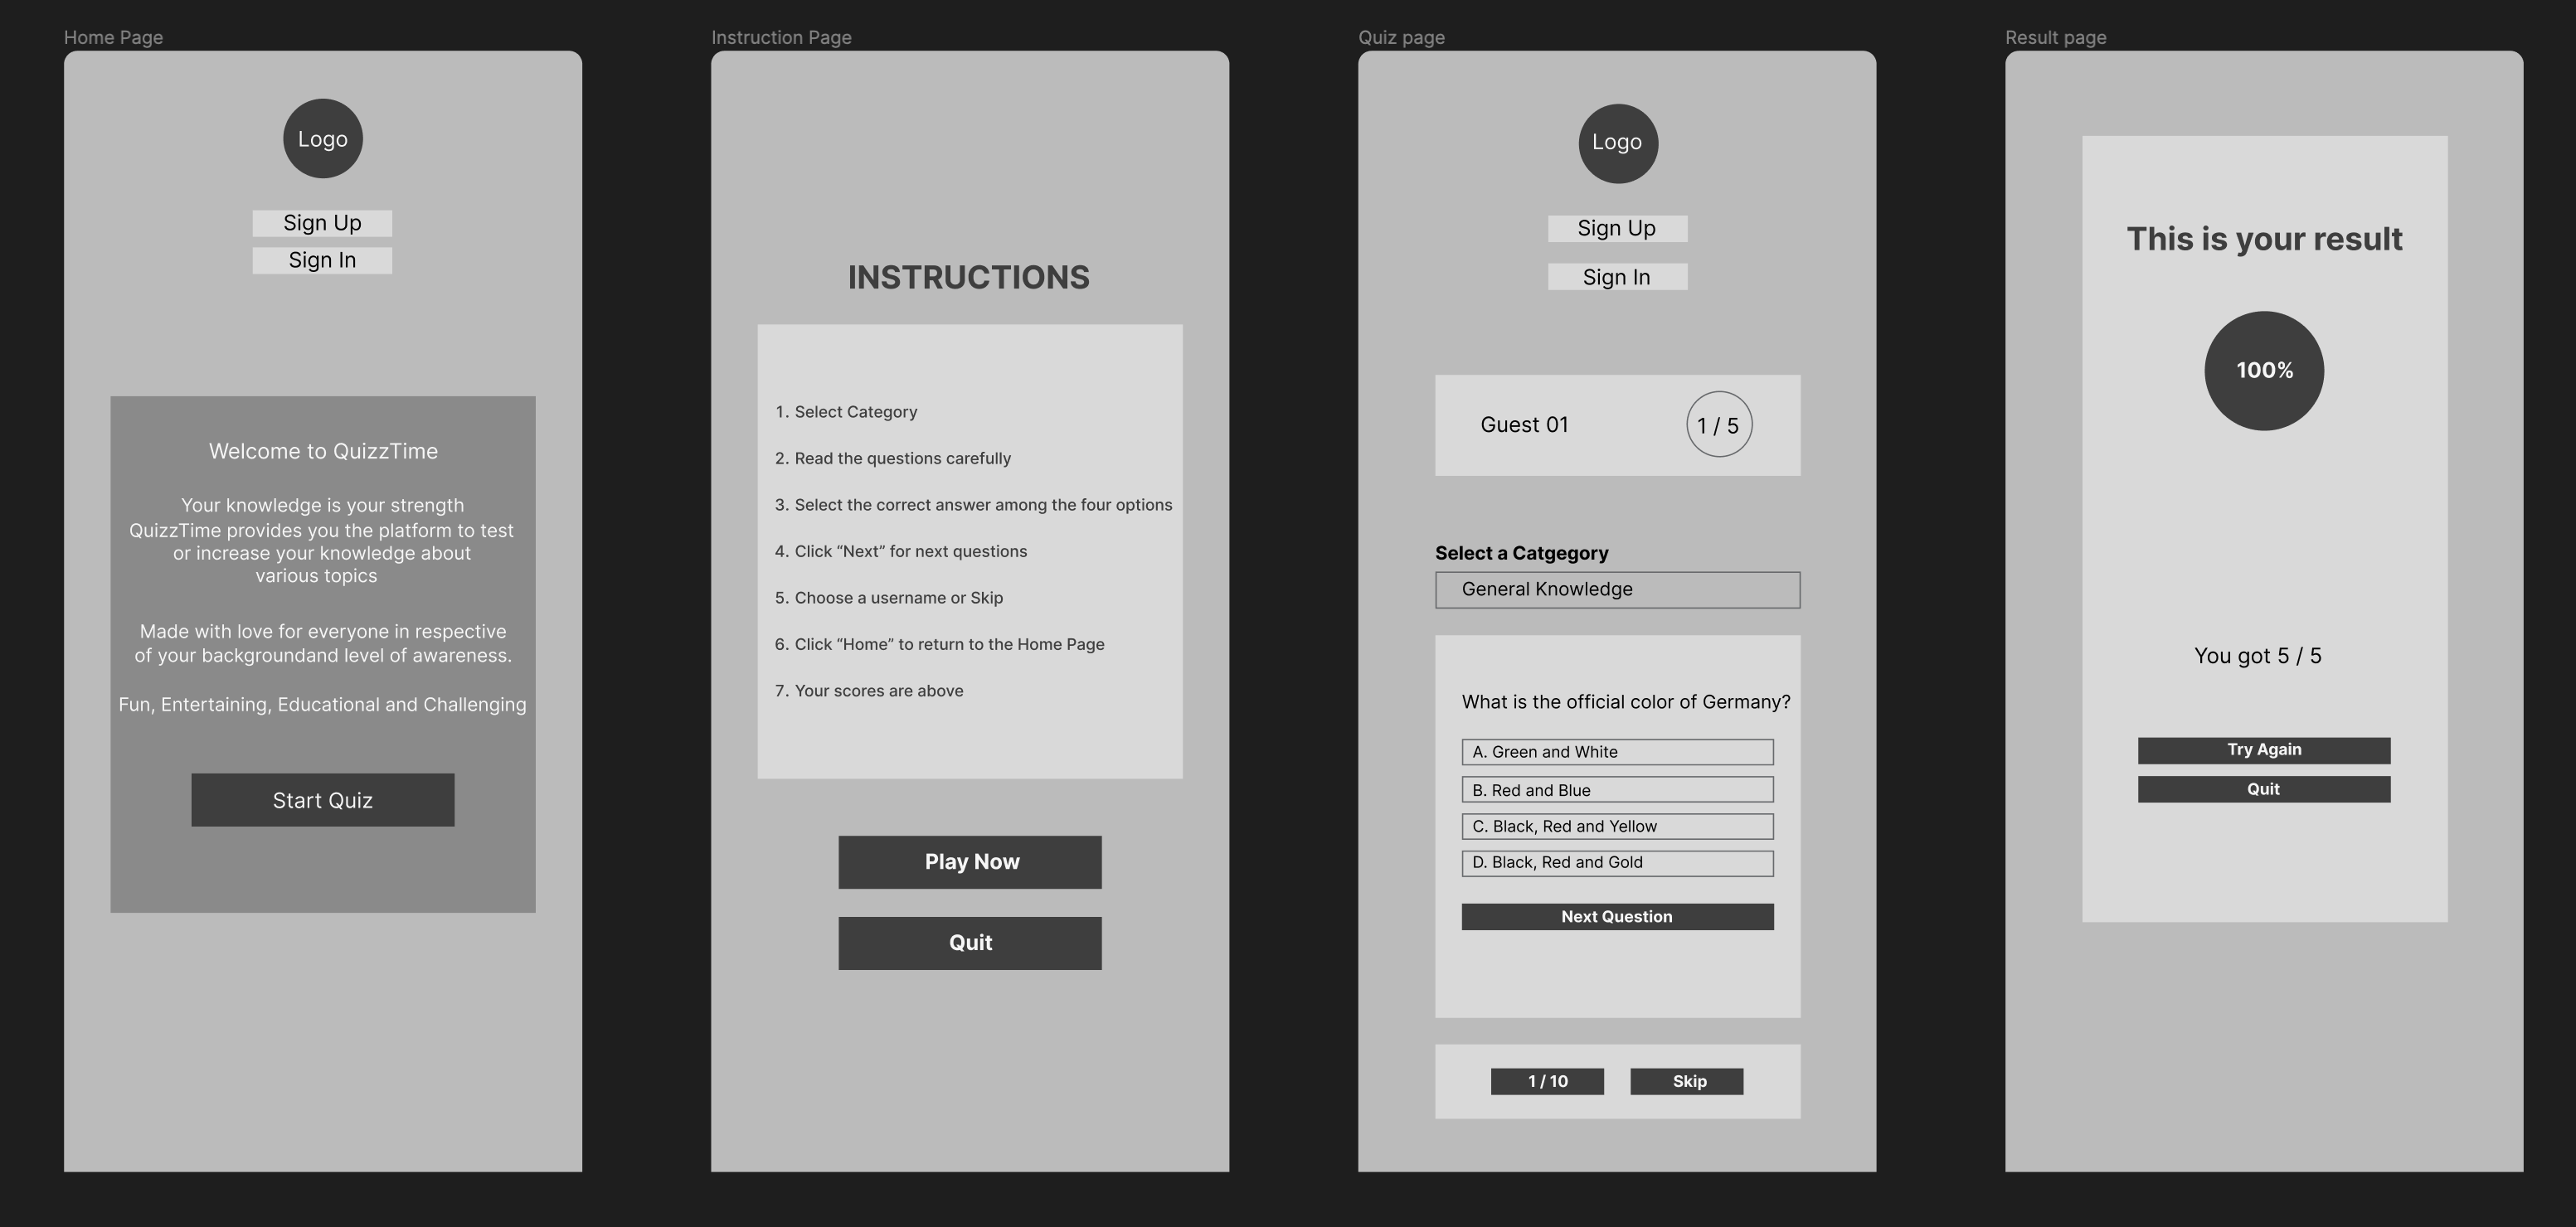 Home Page
Logo
Sign Up
Sign In
Welcome to QuizzTime
Your knowledge is your strength
QuizzTime provides you the platform to test
or increase your knowledge about
various topics
Made with love for everyone in respective
of your backgroundand level of awareness.
Fun, Entertaining, Educational and Challenging
Start Quiz
Instruction Page
INSTRUCTIONS
1. Select Category
2. Read the questions carefully
3. Select the correct answer among the four options
4. Click “Next” for next questions
5. Choose a username or Skip
6. Click “Home” to return to the Home Page
7. Your scores are above
Play Now
Quit
Quiz page
Logo
Sign Up
Sign In
Guest 01
1 / 5
Select a Catgegory
General Knowledge
What is the official color of Germany?
A. Green and White
B. Red and Blue
C. Black, Red and Yellow
D. Black, Red and Gold
Next Question
1 / 10
Skip
Result page
This is your result
100%
You got 5 / 5
Try Again
Quit